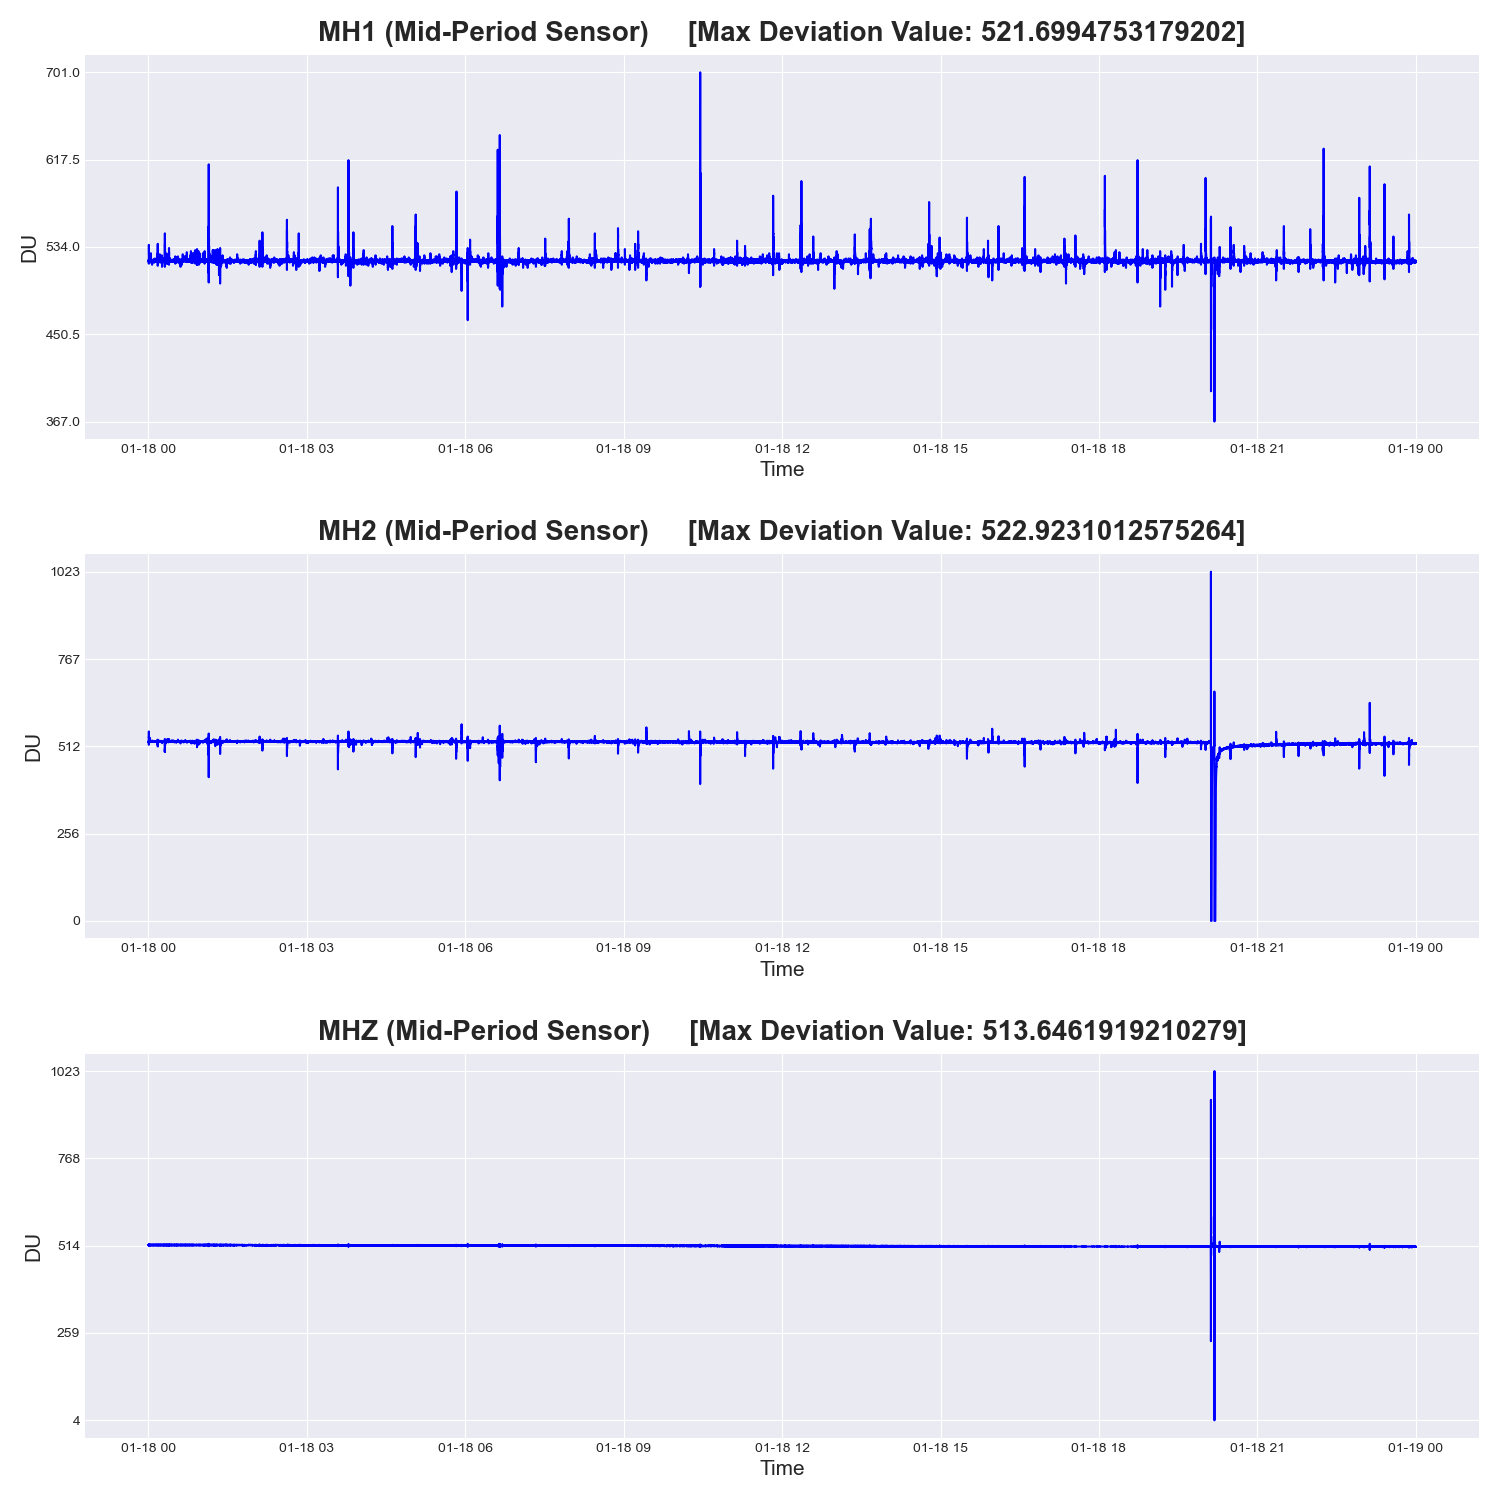 MH1 (Mid-Period Sensor)     [Max Deviation Value: 521.6994753179202]
701.0
617.5
534.0
450.5
367.0
DU
01-18 00 01-18 03 01-18 06 01-18 09 01-18 12 01-18 15 01-18 18 01-18 21 01-19 00
Time
MH2 (Mid-Period Sensor)     [Max Deviation Value: 522.9231012575264]
1023
767
512
256
0
DU
01-18 00 01-18 03 01-18 06 01-18 09 01-18 12 01-18 15 01-18 18 01-18 21 01-19 00
Time
MHZ (Mid-Period Sensor)     [Max Deviation Value: 513.6461919210279]
1023
768
514
259
4
DU
01-18 00 01-18 03 01-18 06 01-18 09 01-18 12 01-18 15 01-18 18 01-18 21 01-19 00
Time